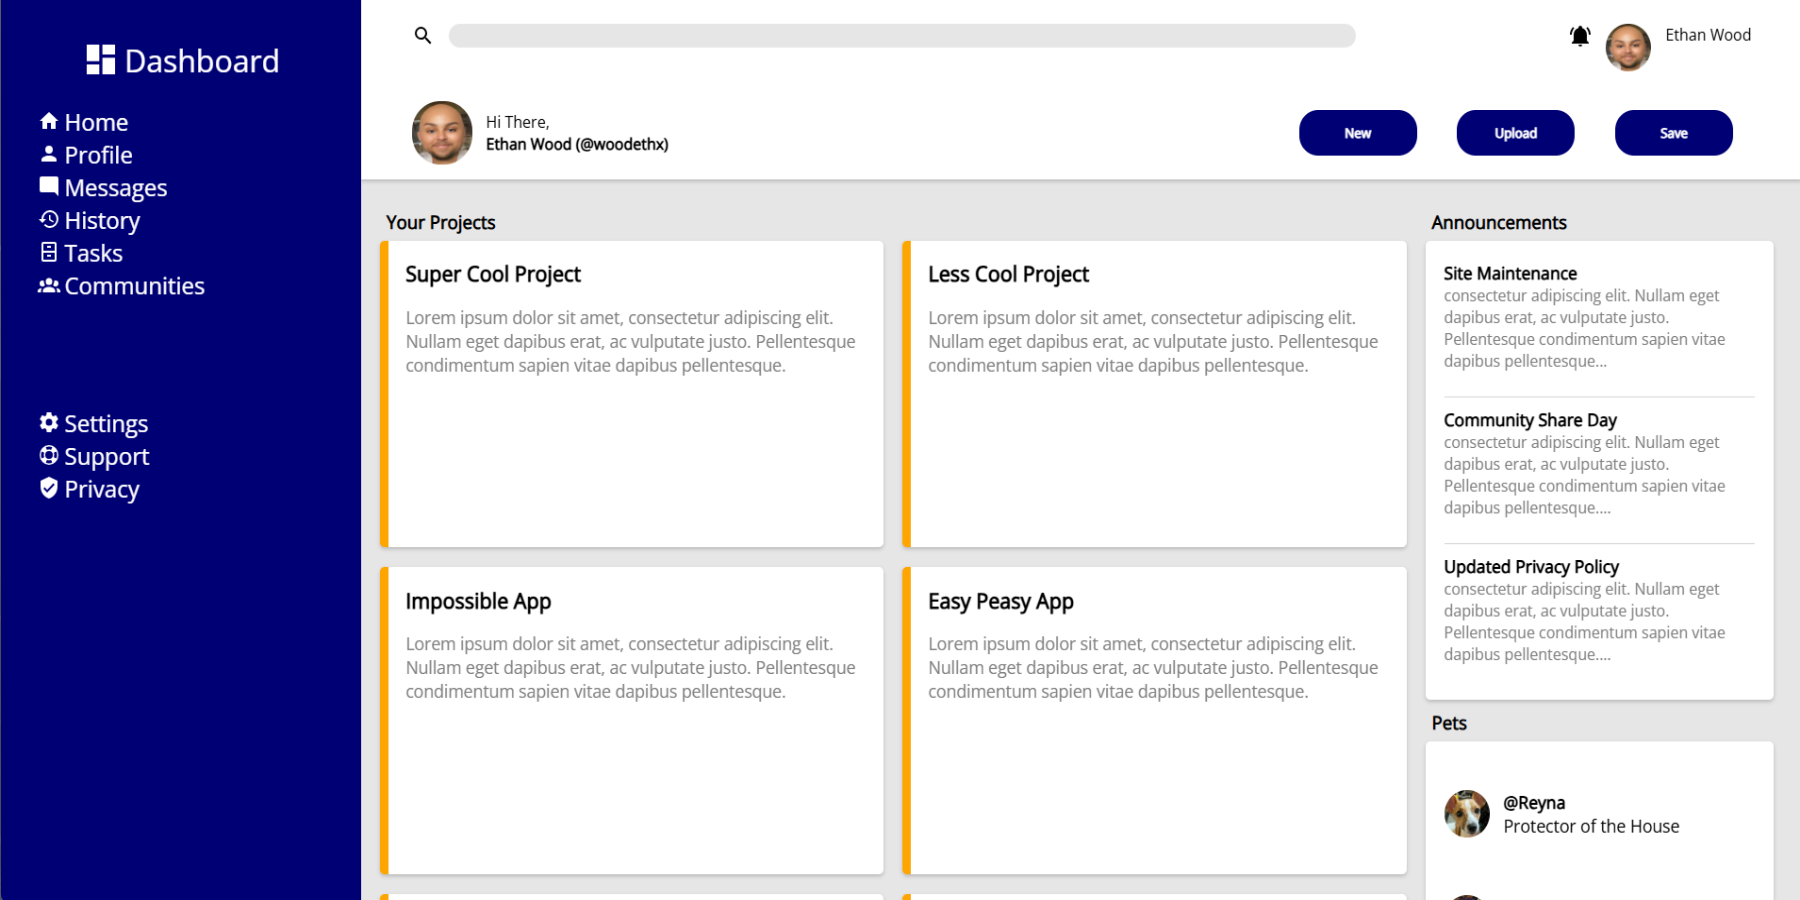 Dashboard
Home
Profile
Messages
History
Tasks
Communities
Settings
Support
Privacy
Ethan Wood
Hi There,
Ethan Wood (@woodethx)
New
Upload
Save
Your Projects
Super Cool Project
Lorem ipsum dolor sit amet, consectetur adipiscing elit.
Nullam eget dapibus erat, ac vulputate justo. Pellentesque
condimentum sapien vitae dapibus pellentesque.
Less Cool Project
Lorem ipsum dolor sit amet, consectetur adipiscing elit.
Nullam eget dapibus erat, ac vulputate justo. Pellentesque
condimentum sapien vitae dapibus pellentesque.
Impossible App
Lorem ipsum dolor sit amet, consectetur adipiscing elit.
Nullam eget dapibus erat, ac vulputate justo. Pellentesque
condimentum sapien vitae dapibus pellentesque.
Easy Peasy App
Lorem ipsum dolor sit amet, consectetur adipiscing elit.
Nullam eget dapibus erat, ac vulputate justo. Pellentesque
condimentum sapien vitae dapibus pellentesque.
Announcements
Site Maintenance
consectetur adipiscing elit. Nullam eget
dapibus erat, ac vulputate justo.
Pellentesque condimentum sapien vitae
dapibus pellentesque...
Community Share Day
consectetur adipiscing elit. Nullam eget
dapibus erat, ac vulputate justo.
Pellentesque condimentum sapien vitae
dapibus pellentesque....
Updated Privacy Policy
consectetur adipiscing elit. Nullam eget
dapibus erat, ac vulputate justo.
Pellentesque condimentum sapien vitae
dapibus pellentesque....
Pets
@Reyna
Protector of the House